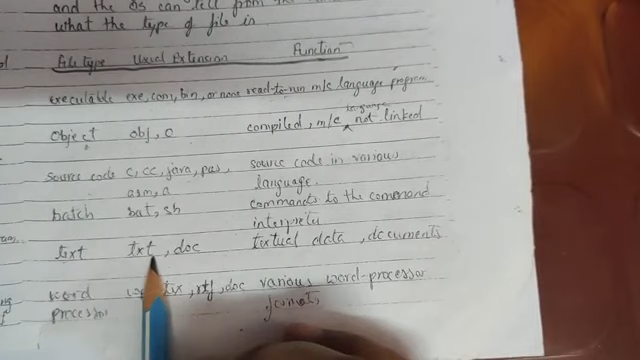 and the OS can tell from the
what the type of file in
File type Usual Extension Function
executable exe, com, bin, or none read-to-run m/c language program
language
Object obj, o compiled, m/c not linked
source code c, cc, java, pas, source code in various
asm, a language.
batch bat, sh commands to the command
interpreter
text txt, doc textual data, documents
word tex, rtf, doc various word-processor
processor formats